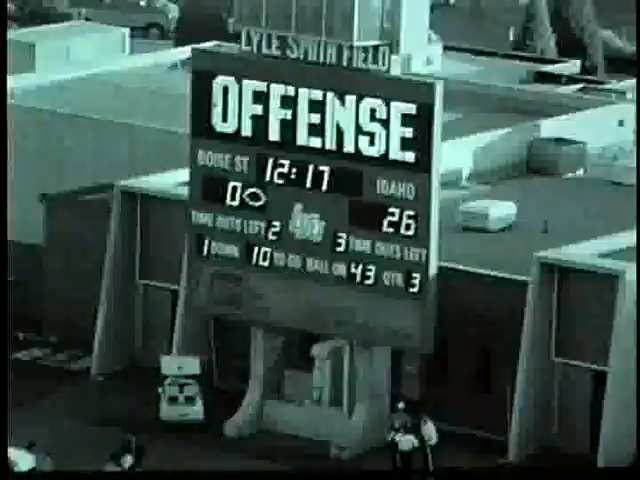 LYLE SMITH FIELD
OFFENSE
BOISE ST 12:17 IDAHO
0 26
TIME OUTS LEFT 2 3 TIME OUTS LEFT
1 DOWN 10 TO GO BALL ON 43 QTR 3